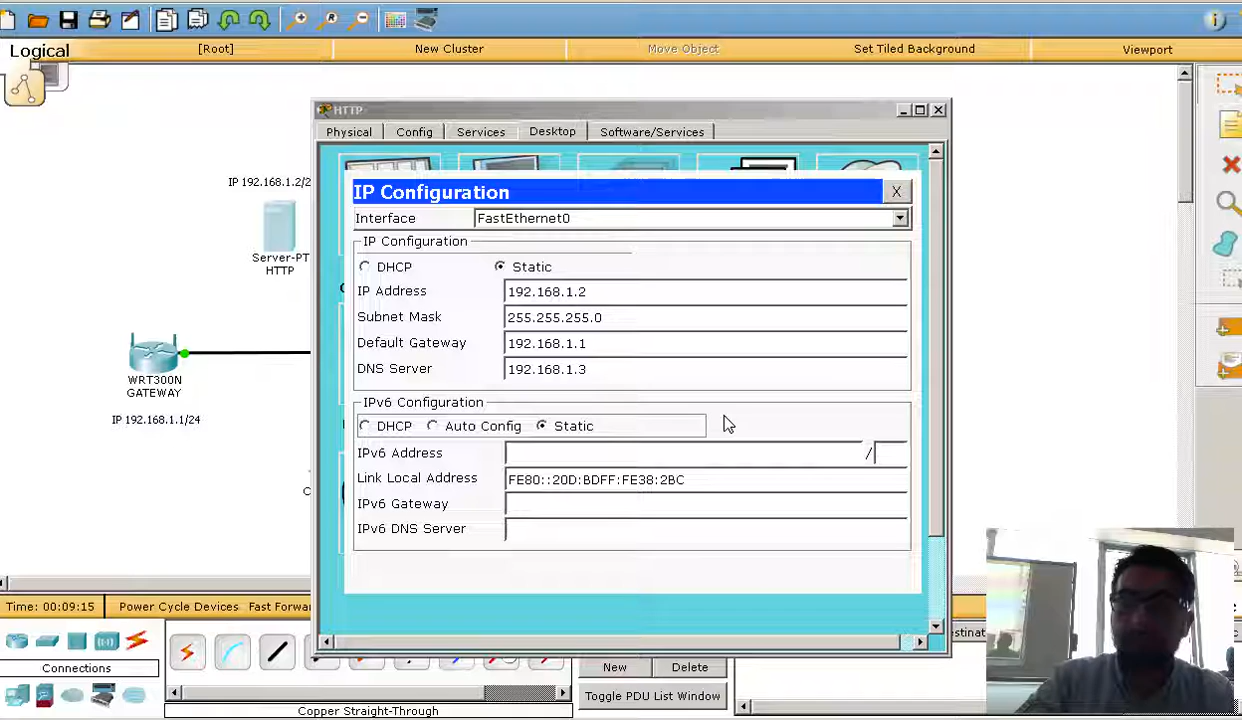 Logical
[Root]
New Cluster
Move Object
Set Tiled Background
Viewport
HTTP
Physical
Config
Services
Desktop
Software/Services
IP Configuration
X
Interface
FastEthernet0
IP Configuration
DHCP
Static
IP Address
192.168.1.2
Subnet Mask
255.255.255.0
Default Gateway
192.168.1.1
DNS Server
192.168.1.3
IPv6 Configuration
DHCP
Auto Config
Static
IPv6 Address
/
Link Local Address
FE80::20D:BDFF:FE38:2BC
IPv6 Gateway
IPv6 DNS Server
IP 192.168.1.2/2
Server-PT
HTTP
WRT300N
GATEWAY
IP 192.168.1.1/24
Time: 00:09:15
Power Cycle Devices
Fast Forwar
Connections
Copper Straight-Through
New
Delete
Toggle PDU List Window
estinat